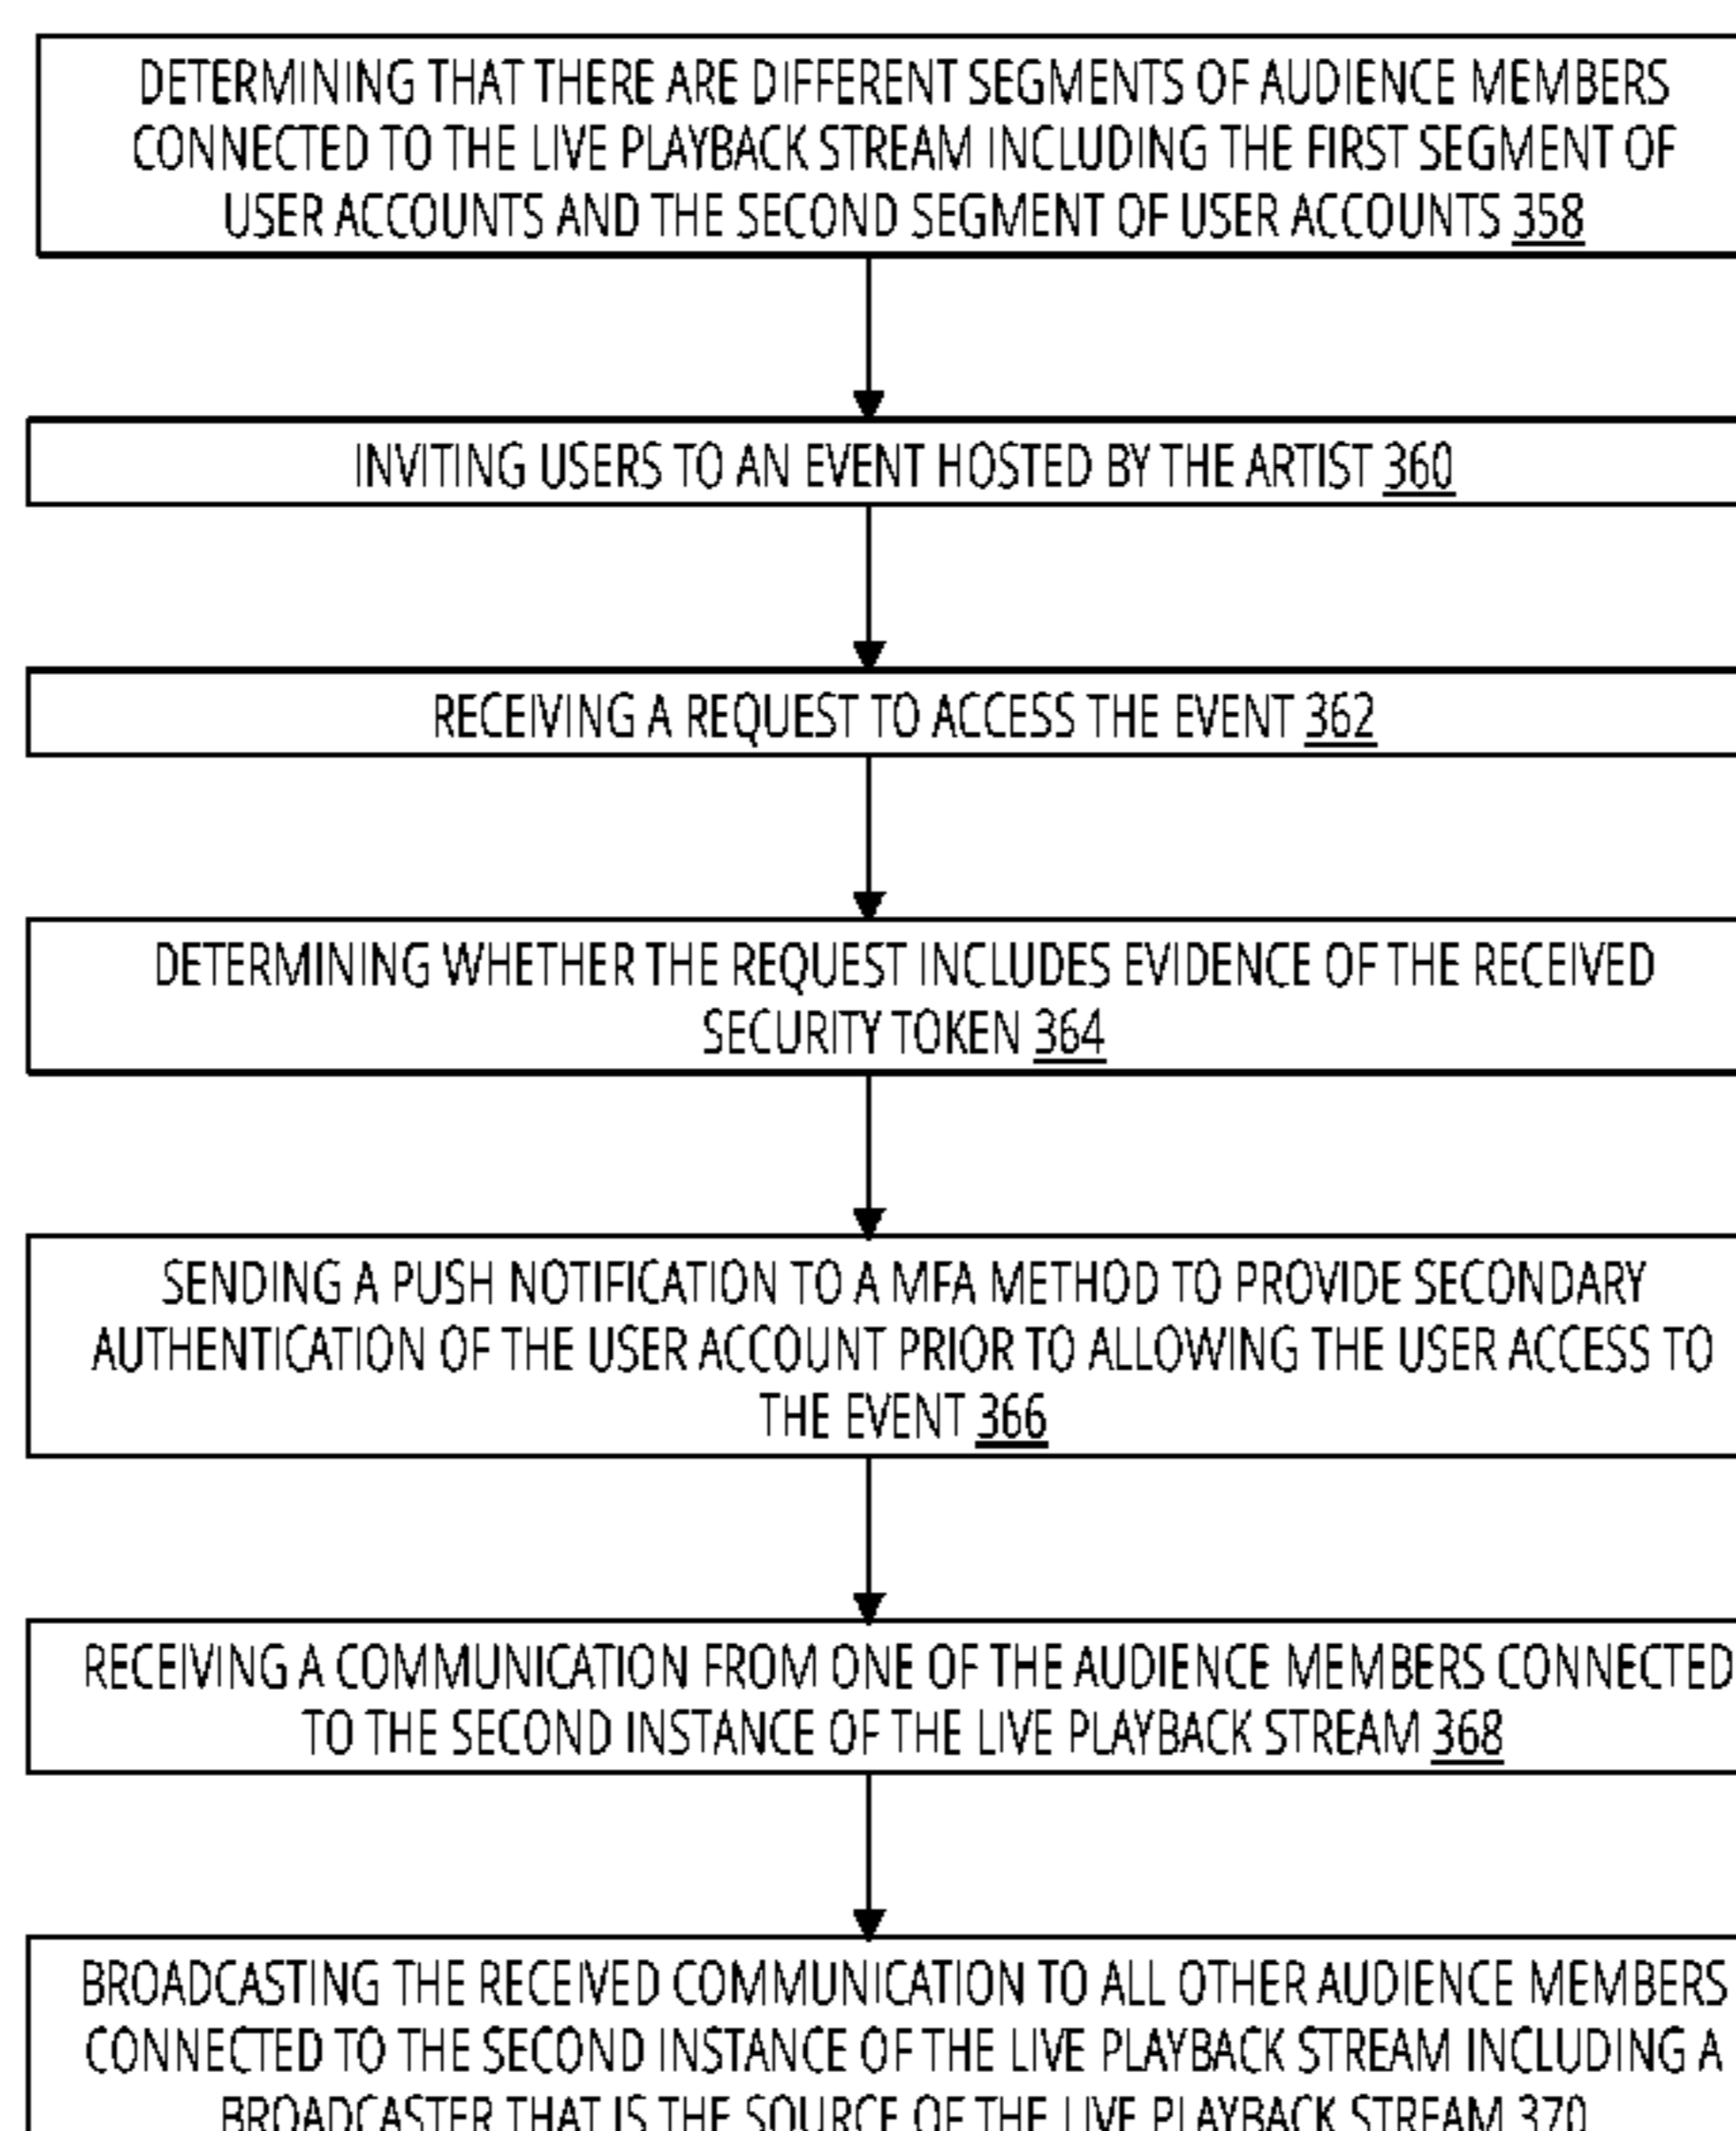 DETERMINING THAT THERE ARE DIFFERENT SEGMENTS OF AUDIENCE MEMBERS
CONNECTED TO THE LIVE PLAYBACK STREAM INCLUDING THE FIRST SEGMENT OF
USER ACCOUNTS AND THE SECOND SEGMENT OF USER ACCOUNTS 358
INVITING USERS TO AN EVENT HOSTED BY THE ARTIST 360
RECEIVING A REQUEST TO ACCESS THE EVENT 362
DETERMINING WHETHER THE REQUEST INCLUDES EVIDENCE OF THE RECEIVED
SECURITY TOKEN 364
SENDING A PUSH NOTIFICATION TO A MFA METHOD TO PROVIDE SECONDARY
AUTHENTICATION OF THE USER ACCOUNT PRIOR TO ALLOWING THE USER ACCESS TO
THE EVENT 366
RECEIVING A COMMUNICATION FROM ONE OF THE AUDIENCE MEMBERS CONNECTED
TO THE SECOND INSTANCE OF THE LIVE PLAYBACK STREAM 368
BROADCASTING THE RECEIVED COMMUNICATION TO ALL OTHER AUDIENCE MEMBERS
CONNECTED TO THE SECOND INSTANCE OF THE LIVE PLAYBACK STREAM INCLUDING A
BROADCASTER THAT IS THE SOURCE OF THE LIVE PLAYBACK STREAM 370